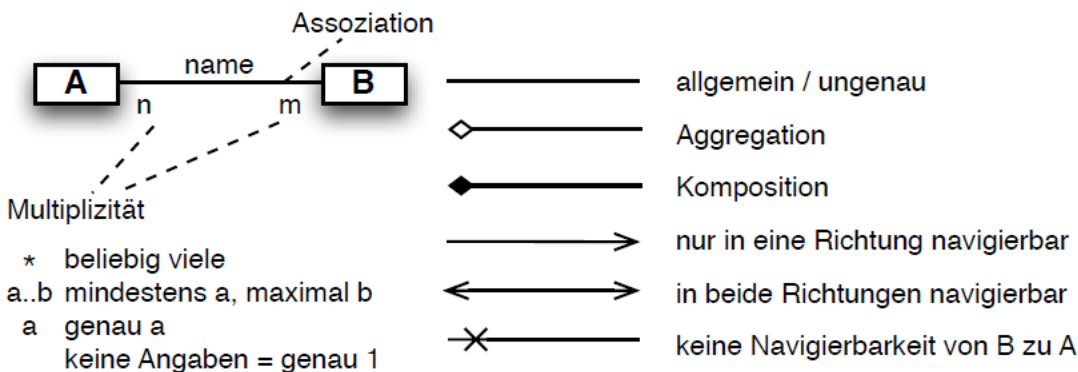 Assoziation
name
A
B
n
m
Multiplizität
* beliebig viele
a..b mindestens a, maximal b
a genau a
keine Angaben = genau 1
allgemein / ungenau
Aggregation
Komposition
nur in eine Richtung navigierbar
in beide Richtungen navigierbar
keine Navigierbarkeit von B zu A